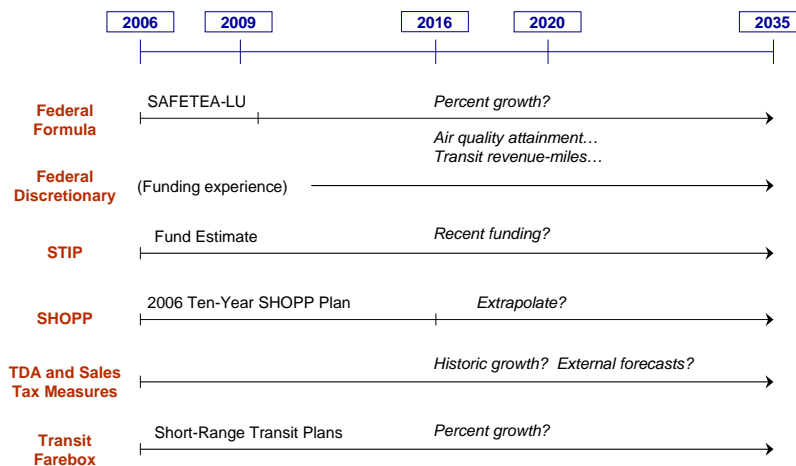 2006 2009 2016 2020 2035
SAFETEA-LU Percent growth?
Federal
Formula
Air quality attainment…
Transit revenue-miles…
Federal
Discretionary
(Funding experience)
Fund Estimate Recent funding?
STIP
2006 Ten-Year SHOPP Plan Extrapolate?
SHOPP
Historic growth? External forecasts?
TDA and Sales
Tax Measures
Short-Range Transit Plans Percent growth?
Transit
Farebox